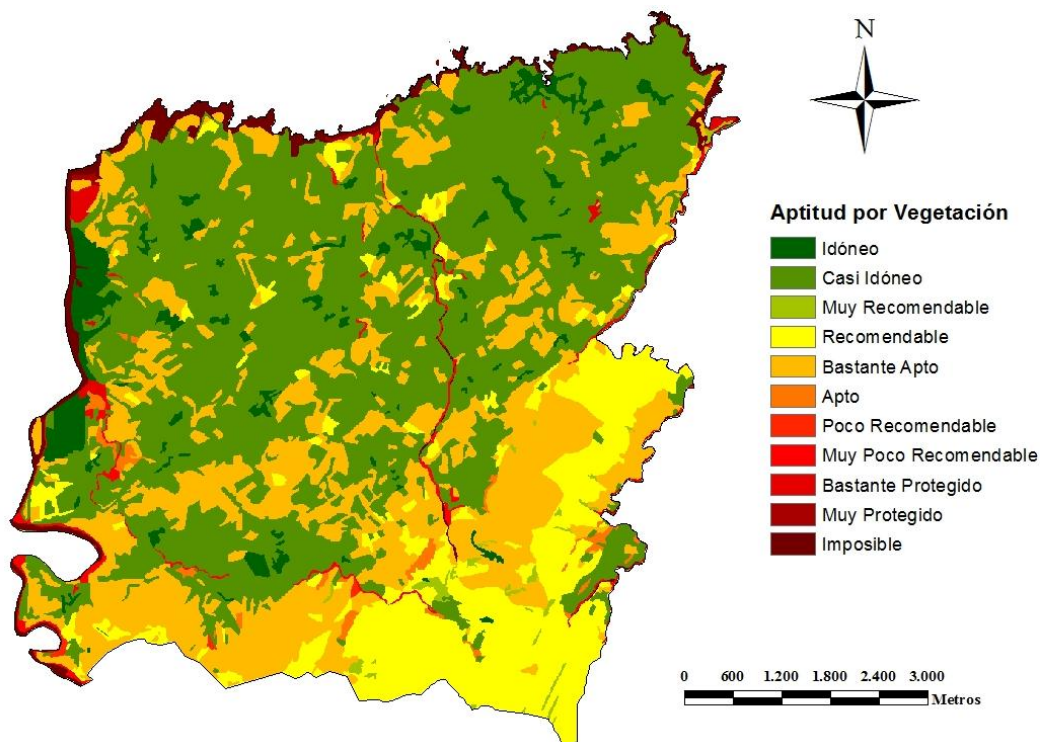 N
Aptitud por Vegetación
Idóneo
Casi Idóneo
Muy Recomendable
Recomendable
Bastante Apto
Apto
Poco Recomendable
Muy Poco Recomendable
Bastante Protegido
Muy Protegido
Imposible
0 600 1.200 1.800 2.400 3.000
Metros